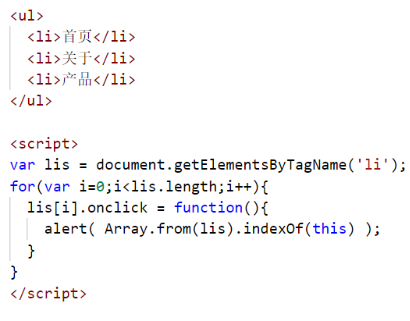 <ul>
  <li>首页</li>
  <li>关于</li>
  <li>产品</li>
</ul>

<script>
var lis = document.getElementsByTagName('li');
for(var i=0;i<lis.length;i++){
  lis[i].onclick = function(){
    alert( Array.from(lis).indexOf(this) );
  }
}
</script>